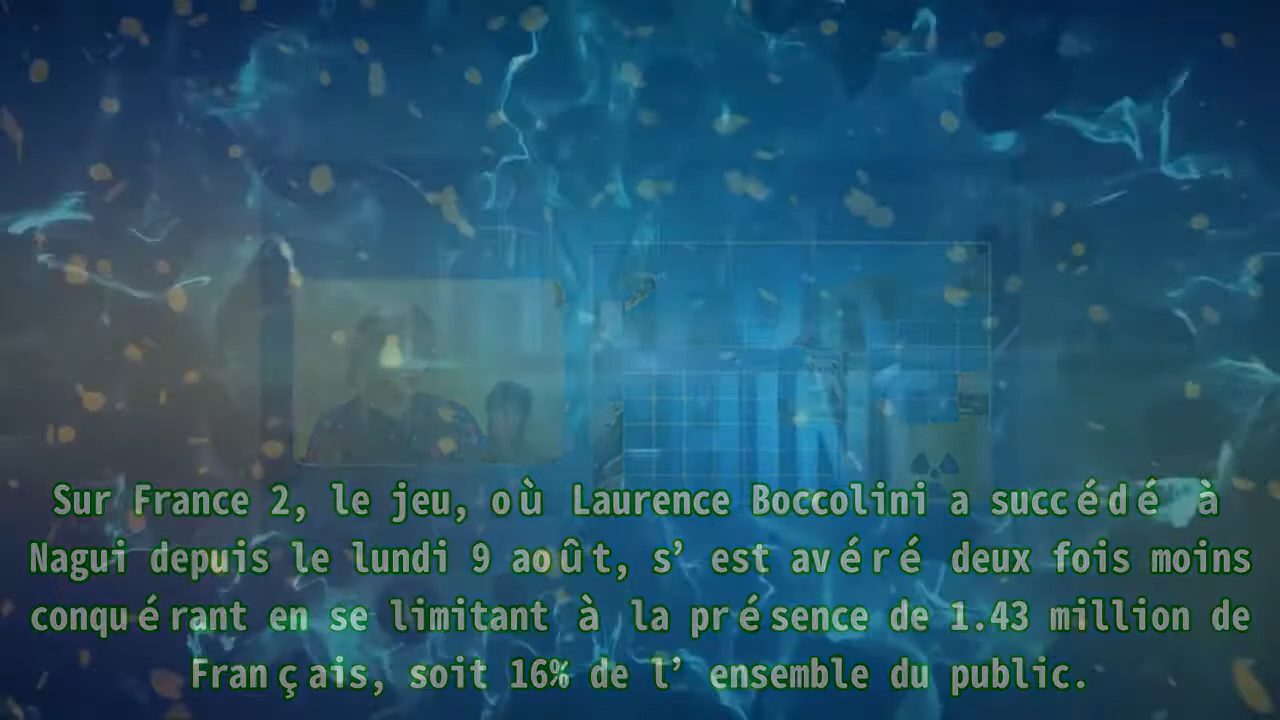 Sur France 2, le jeu, où Laurence Boccolini a succédé à
Nagui depuis le lundi 9 août, s’ est avéré deux fois moins
conquérant en se limitant à la présence de 1.43 million de
Français, soit 16% de l’ ensemble du public.